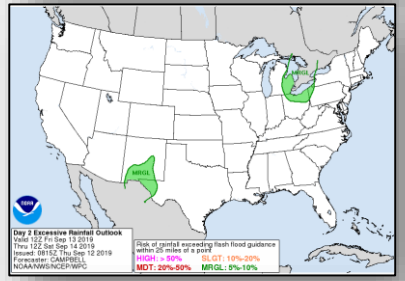 MRGL
MRGL
NOAA
Day 2 Excessive Rainfall Outlook
Valid 12Z Fri Sep 13 2019
Thru 12Z Sat Sep 14 2019
Issued: 0815Z Thu Sep 12 2019
Forecaster: CAMPBELL
NOAA/NWS/NCEP/WPC
Risk of rainfall exceeding flash flood guidance
within 25 miles of a point
HIGH: > 50% SLGT: 10%-20%
MDT: 20%-50% MRGL: 5%-10%